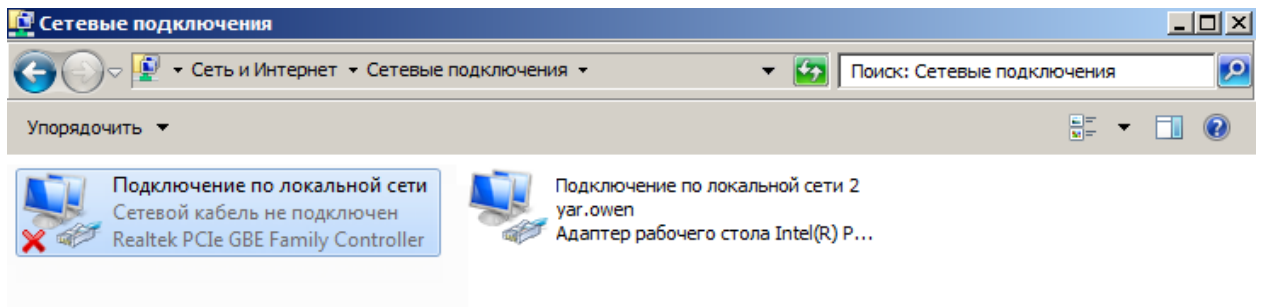 Сетевые подключения
Сеть и Интернет Сетевые подключения
Поиск: Сетевые подключения
Упорядочить
Подключение по локальной сети
Сетевой кабель не подключен
Realtek PCIe GBE Family Controller
Подключение по локальной сети 2
yar.owen
Адаптер рабочего стола Intel(R) P...